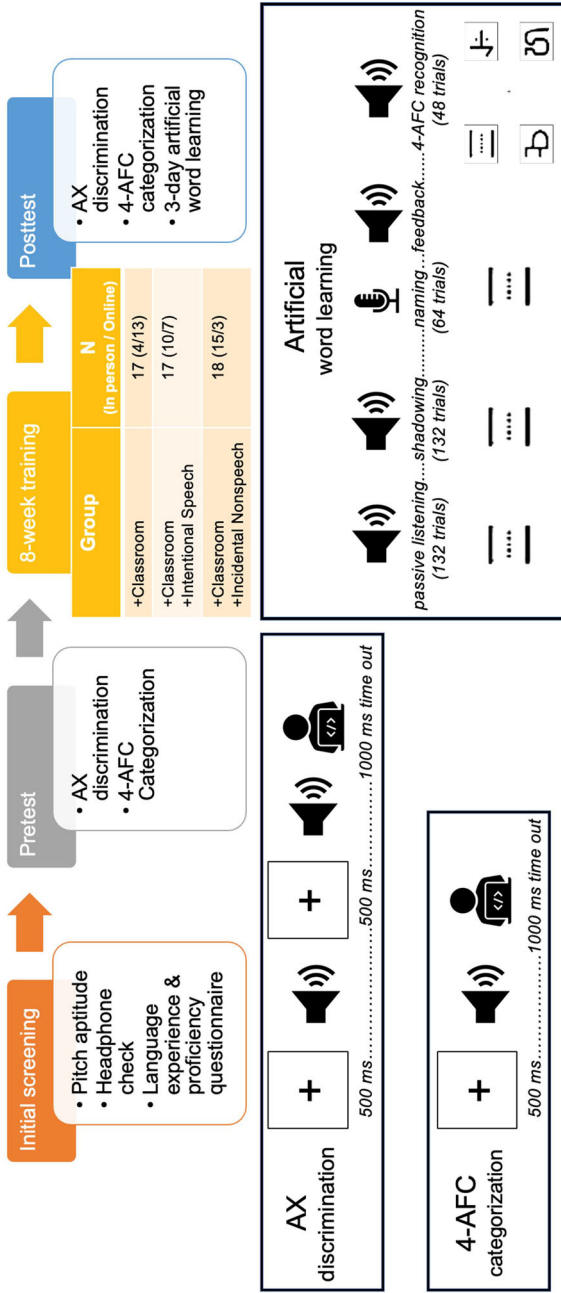 Initial screening
• Pitch aptitude
• Headphone
check
• Language
experience &
proficiency
questionnaire
Pretest
• AX
discrimination
• 4-AFC
Categorization
8-week training
Group
N
(In person / Online)
+Classroom
17 (4/13)
+Classroom
+Intentional Speech
17 (10/7)
+Classroom
+Incidental Nonspeech
18 (15/3)
Posttest
• AX
discrimination
• 4-AFC
categorization
• 3-day artificial
word learning
AX
discrimination
+
+
</>
500 ms....................500 ms....................1000 ms time out
4-AFC
categorization
+
</>
500 ms............1000 ms time out
Artificial
word learning
passive listening....shadowing..........naming...feedback......4-AFC recognition
(132 trials)
(132 trials)
(64 trials)
(48 trials)